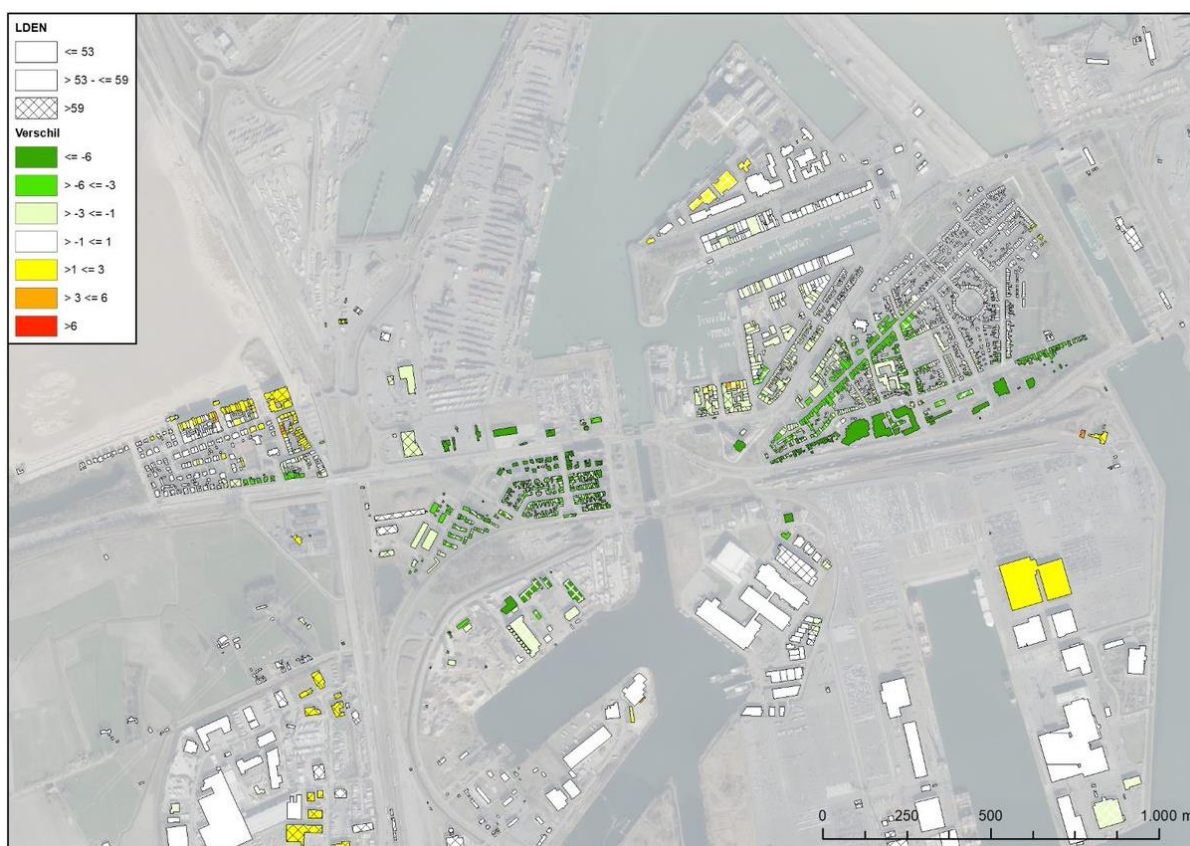 LDEN
<= 53
> 53 - <= 59
>59
Verschil
<= -6
> -6 <= -3
> -3 <= -1
> -1 <= 1
>1 <= 3
> 3 <= 6
>6
0 250 500 1.000 m